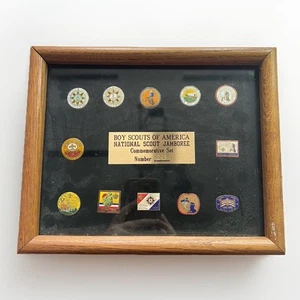 BOY SCOUTS OF AMERICA
NATIONAL SCOUT JAMBOREE
Commemorative Set
Number